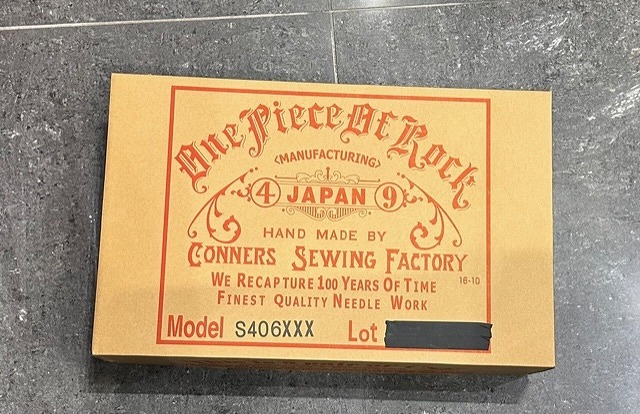 One Piece Of Rock
<MANUFACTURING>
4 JAPAN 9
HAND MADE BY
CONNERS SEWING FACTORY
WE RECAPTURE 100 YEARS OF TIME
16-10
FINEST QUALITY NEEDLE WORK
Model S406XXX Lot